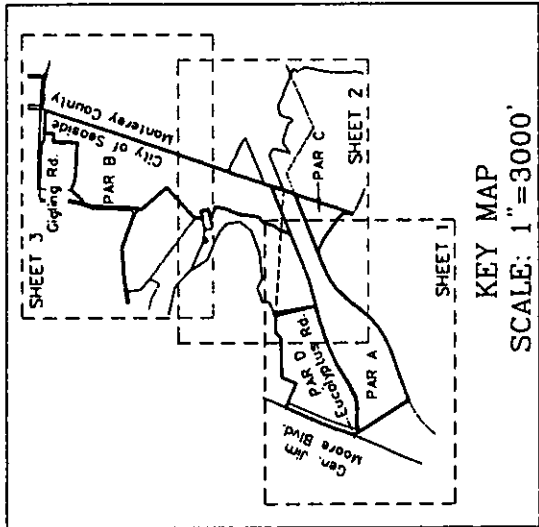 SHEET 3
Gigling Rd.
PAR B
City of Seaside
Monterey County
SHEET 2
PAR C
SHEET 1
PAR D
Eucalyptus Rd.
PAR A
Gen. Jim
Moore Blvd.
KEY MAP
SCALE: 1"=3000'